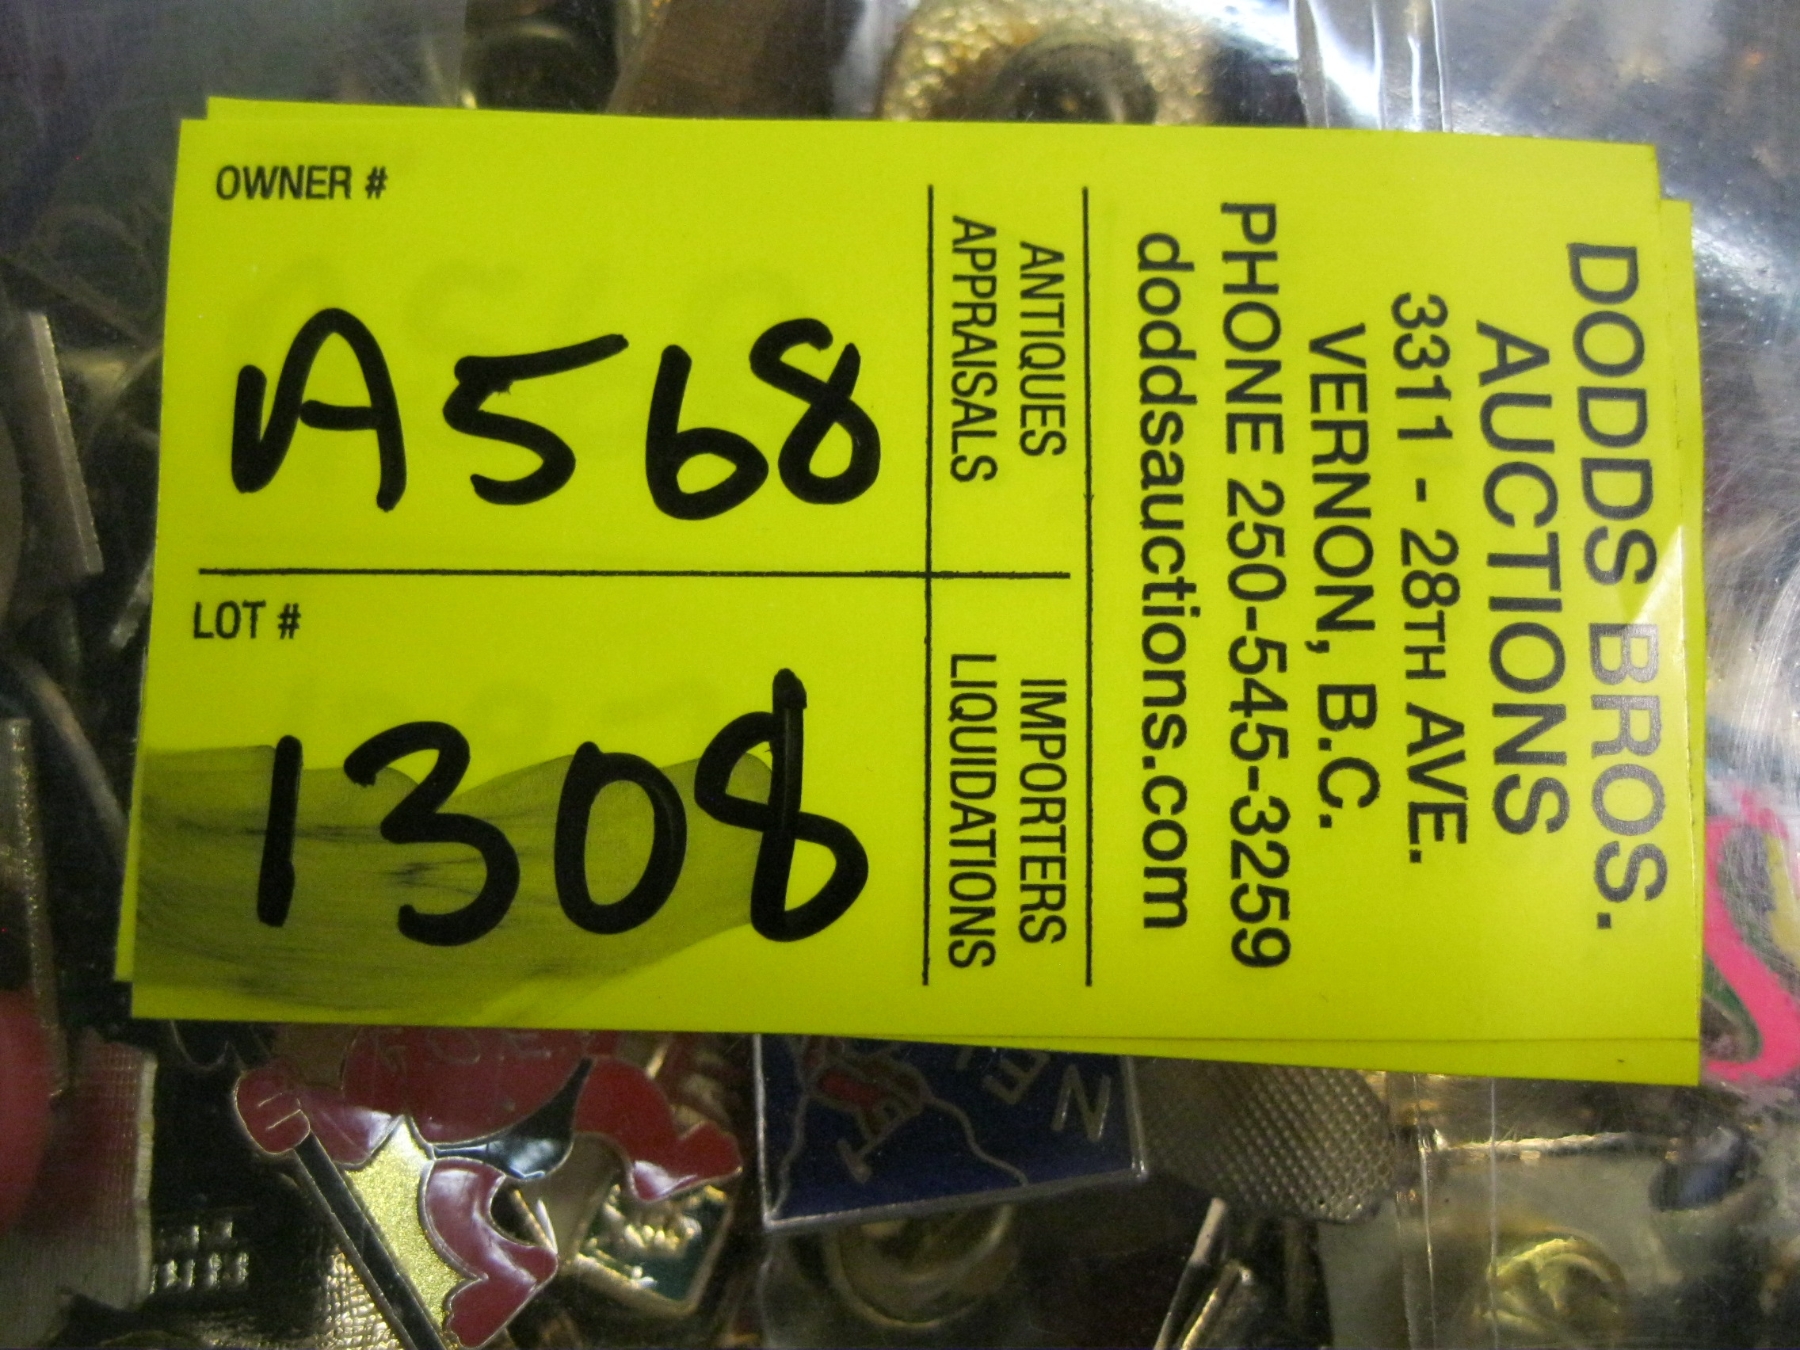 DODDS BROS.
AUCTIONS
3311 - 28TH AVE.
VERNON, B.C.
PHONE 250-545-3259
doddsauctions.com
ANTIQUES
APPRAISALS
IMPORTERS
LIQUIDATIONS
OWNER #
A568
LOT #
1308